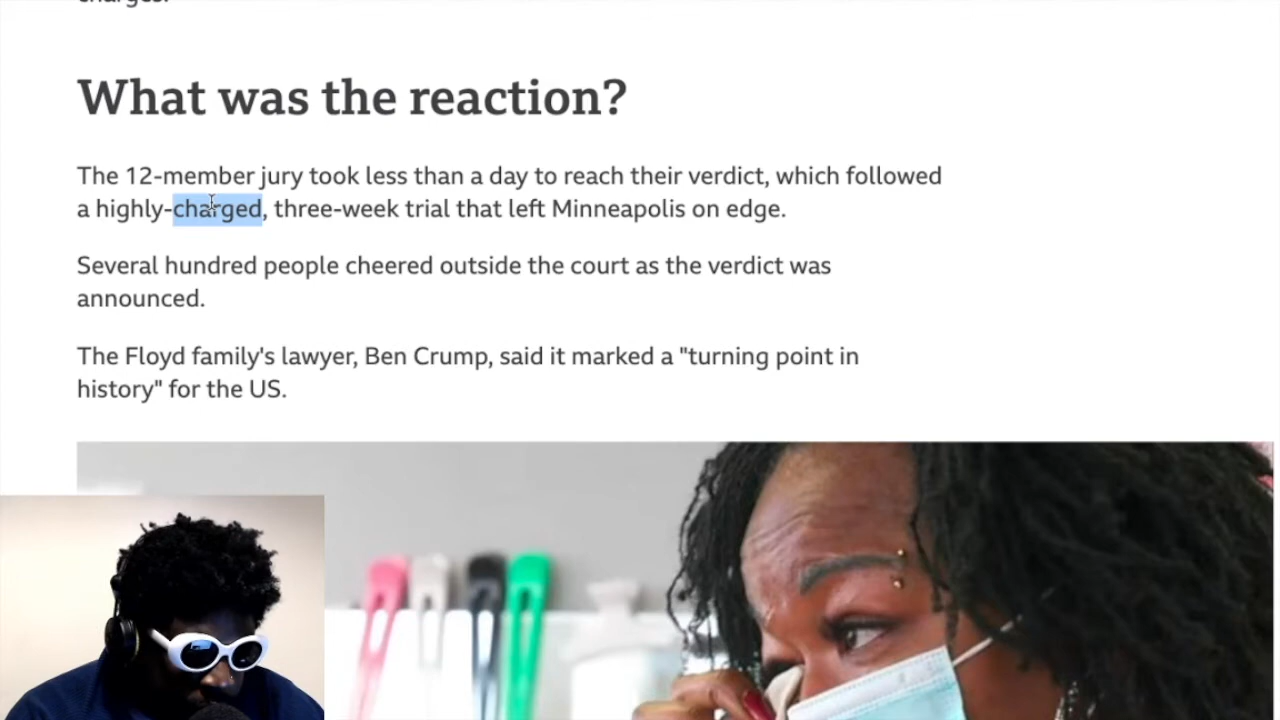 What was the reaction?
The 12-member jury took less than a day to reach their verdict, which followed
a highly-charged, three-week trial that left Minneapolis on edge.
Several hundred people cheered outside the court as the verdict was
announced.
The Floyd family's lawyer, Ben Crump, said it marked a "turning point in
history" for the US.